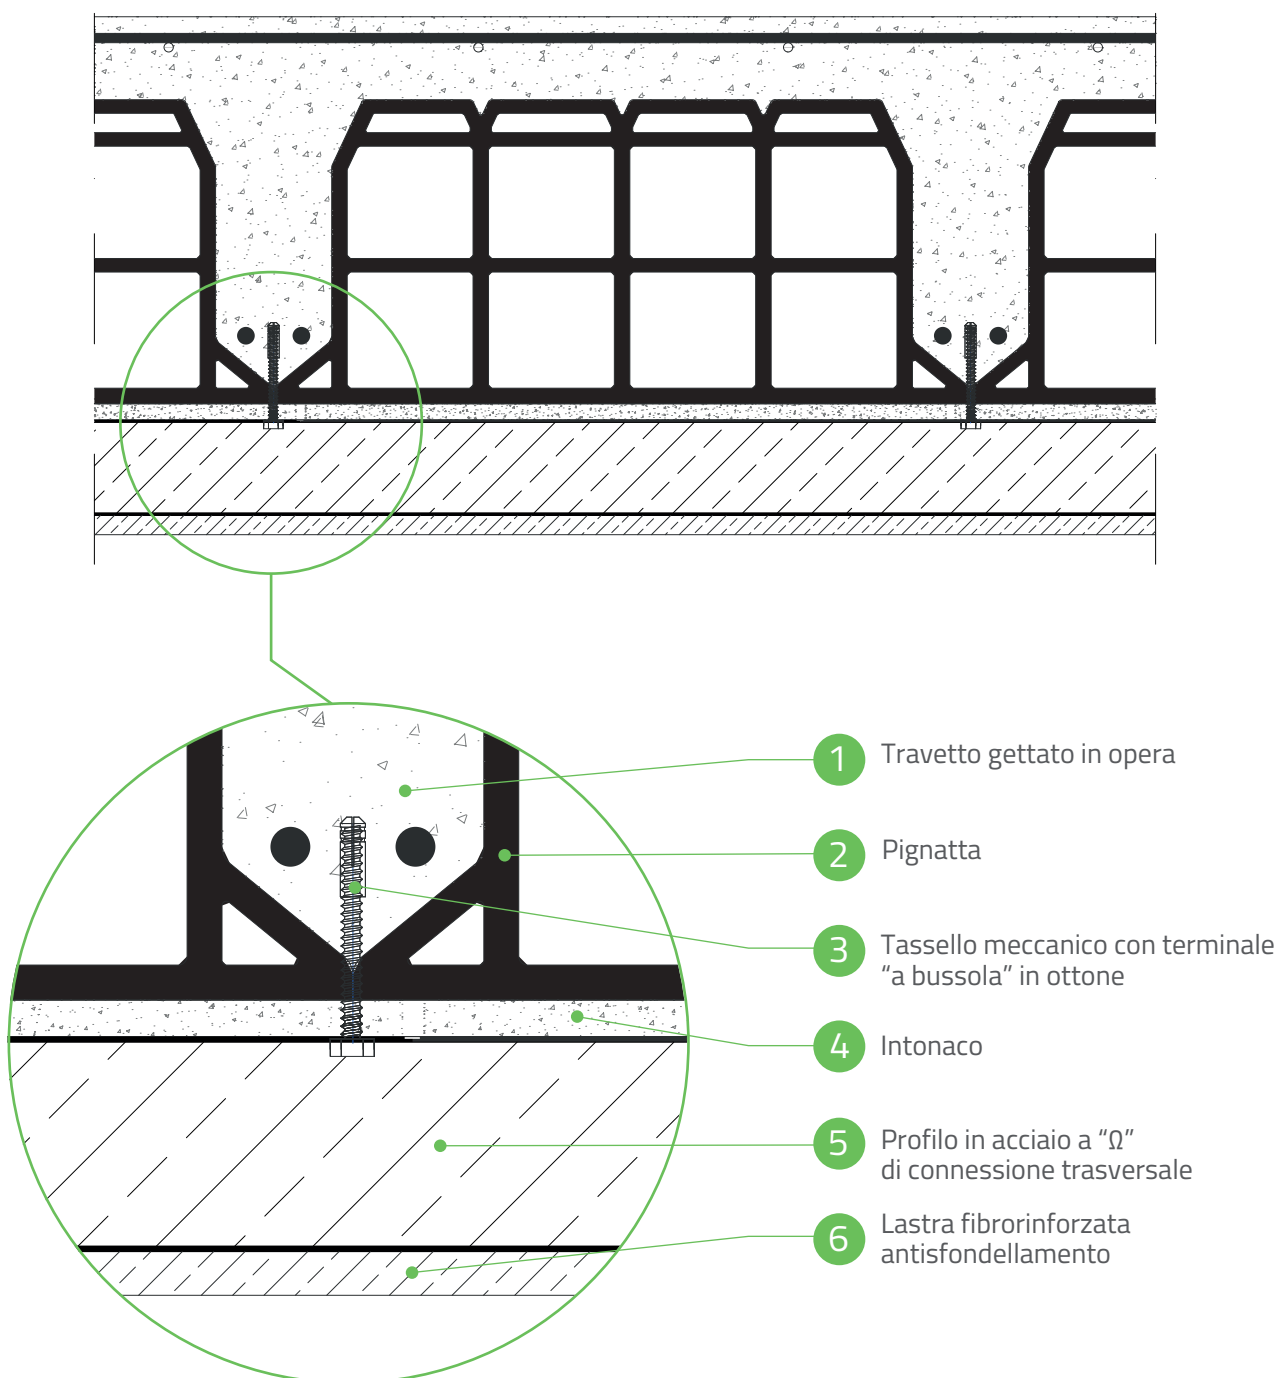 1 Travetto gettato in opera
2 Pignatta
3 Tassello meccanico con terminale
“a bussola” in ottone
4 Intonaco
5 Profilo in acciaio a “Ω”
di connessione trasversale
6 Lastra fibrorinforzata
antisfondellamento